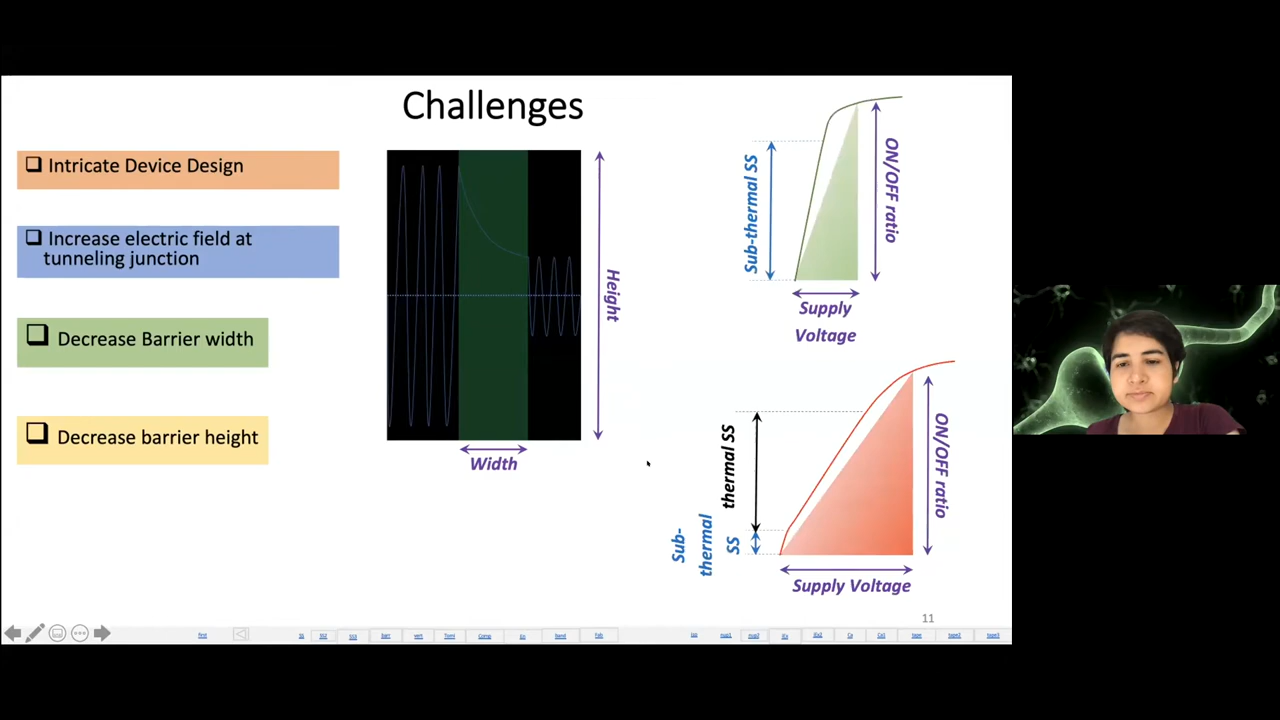 Challenges
Intricate Device Design
Increase electric field at
tunneling junction
Decrease Barrier width
Decrease barrier height
Height
Width
Sub-thermal SS
ON/OFF ratio
Supply
Voltage
thermal SS
Sub-
thermal
SS
ON/OFF ratio
Supply Voltage
11
first